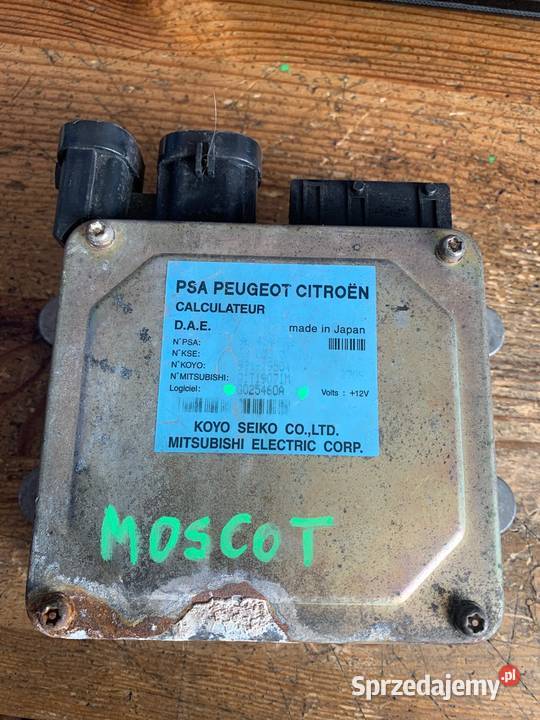 PSA PEUGEOT CITROËN
CALCULATEUR
D.A.E. made in Japan
N°PSA:
N°KSE:
N°KOYO:
N°MITSUBISHI:
Logiciel: Volts : +12V
KOYO SEIKO CO.,LTD.
MITSUBISHI ELECTRIC CORP.
MOSCOT
Sprzedajemy.pl